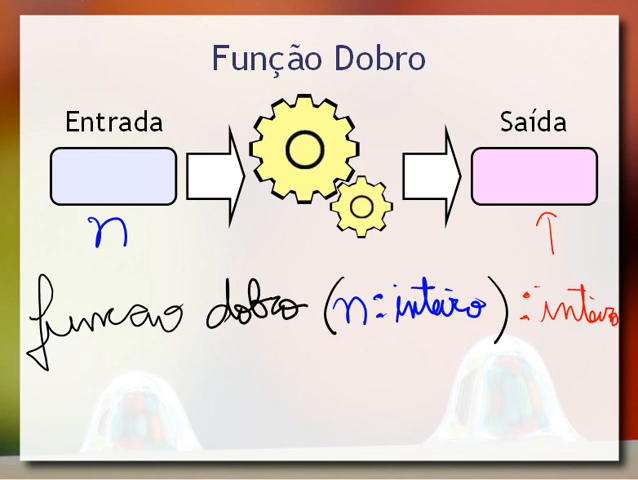 Função Dobro
Entrada
Saída
n
funcao dobro (n:inteiro) : inteiro